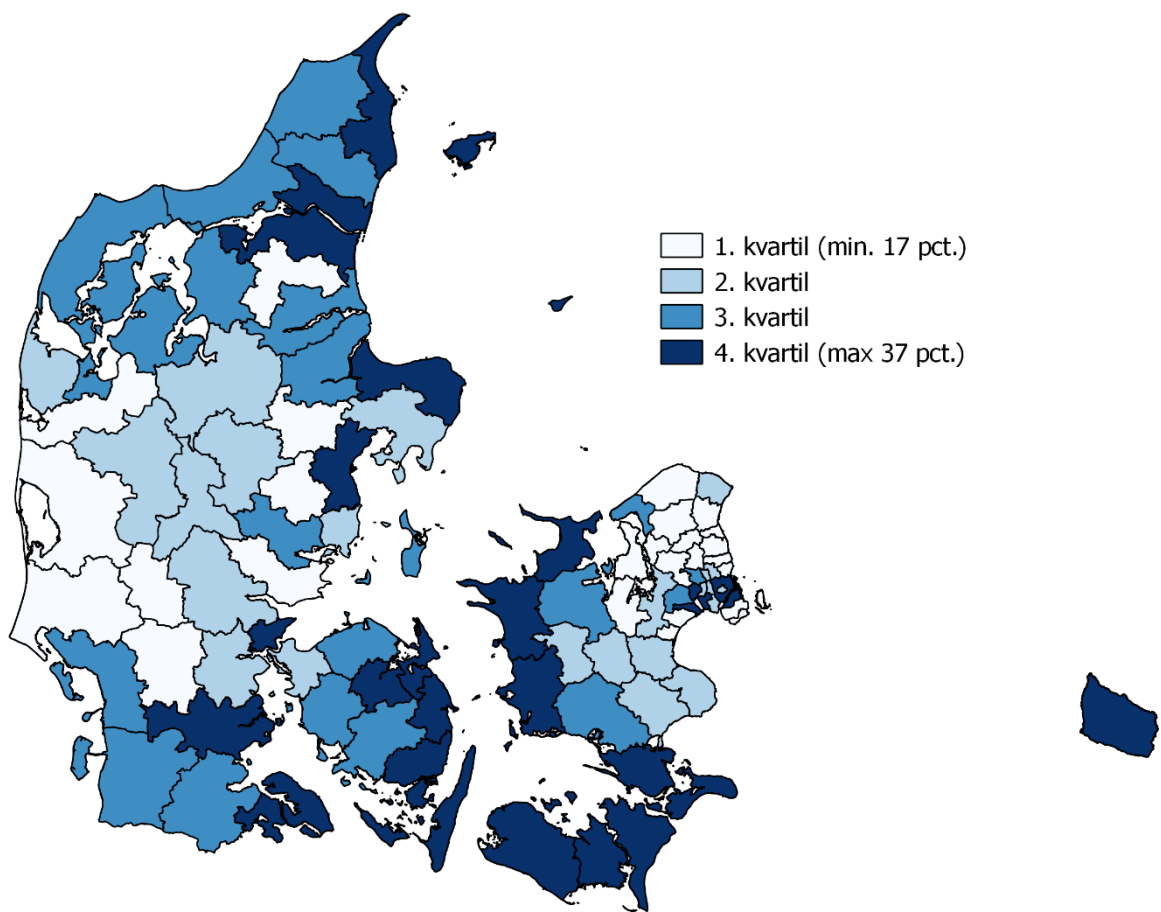 1. kvartil (min. 17 pct.)
2. kvartil
3. kvartil
4. kvartil (max 37 pct.)